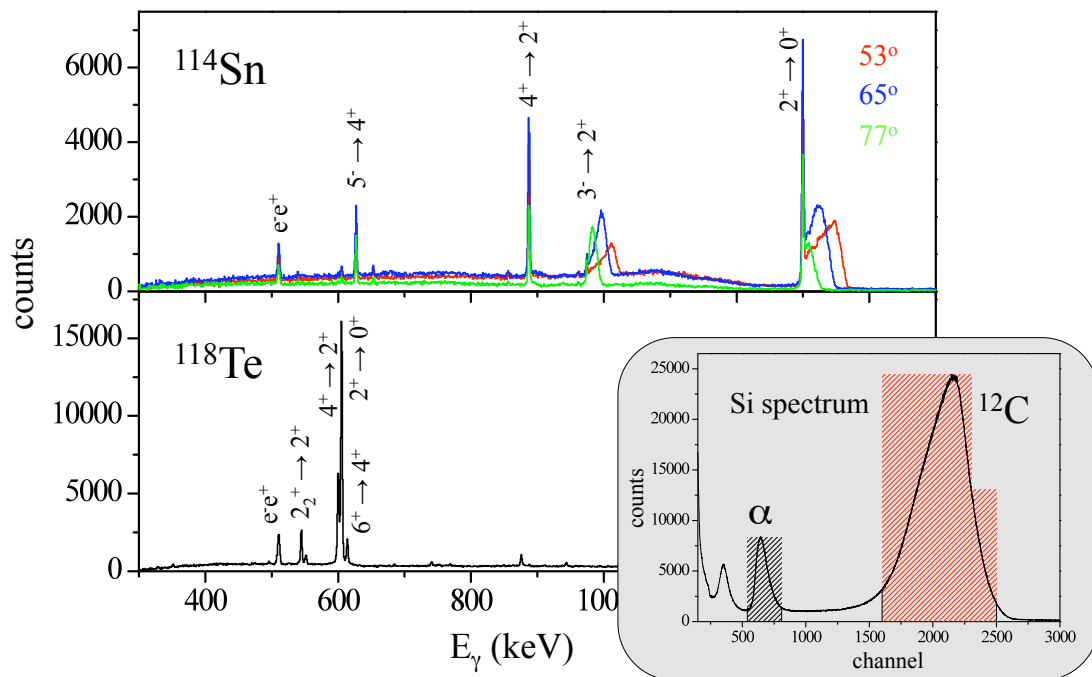 ¹¹⁴Sn
53º
65º
77º
e⁻e⁺
5⁻ → 4⁺
4⁺ → 2⁺
3⁻ → 2⁺
2⁺ → 0⁺
6000
4000
2000
0
counts
¹¹⁸Te
e⁻e⁺
2₂⁺ → 2⁺
4⁺ → 2⁺
2⁺ → 0⁺
6⁺ → 4⁺
15000
10000
5000
0
400 600 800 100
E_γ (keV)
Si spectrum
¹²C
α
25000
20000
15000
10000
5000
0
counts
500 1000 1500 2000 2500 3000
channel